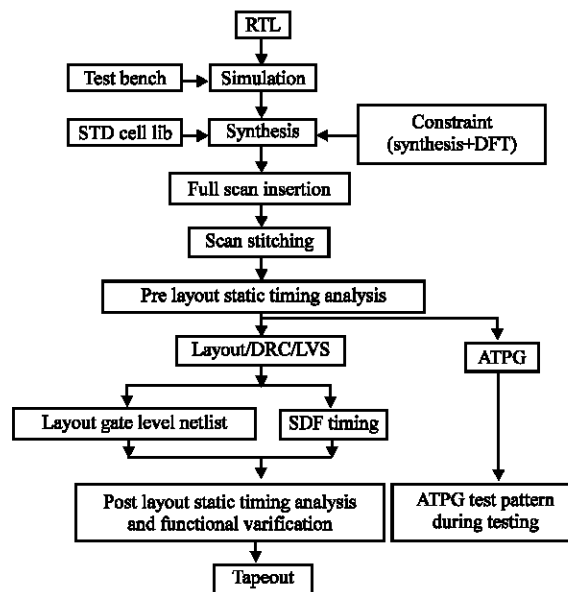 RTL
Test bench
Simulation
STD cell lib
Synthesis
Constraint
(synthesis+DFT)
Full scan insertion
Scan stitching
Pre layout static timing analysis
Layout/DRC/LVS
ATPG
Layout gate level netlist
SDF timing
Post layout static timing analysis
and functional varification
ATPG test pattern
during testing
Tapeout